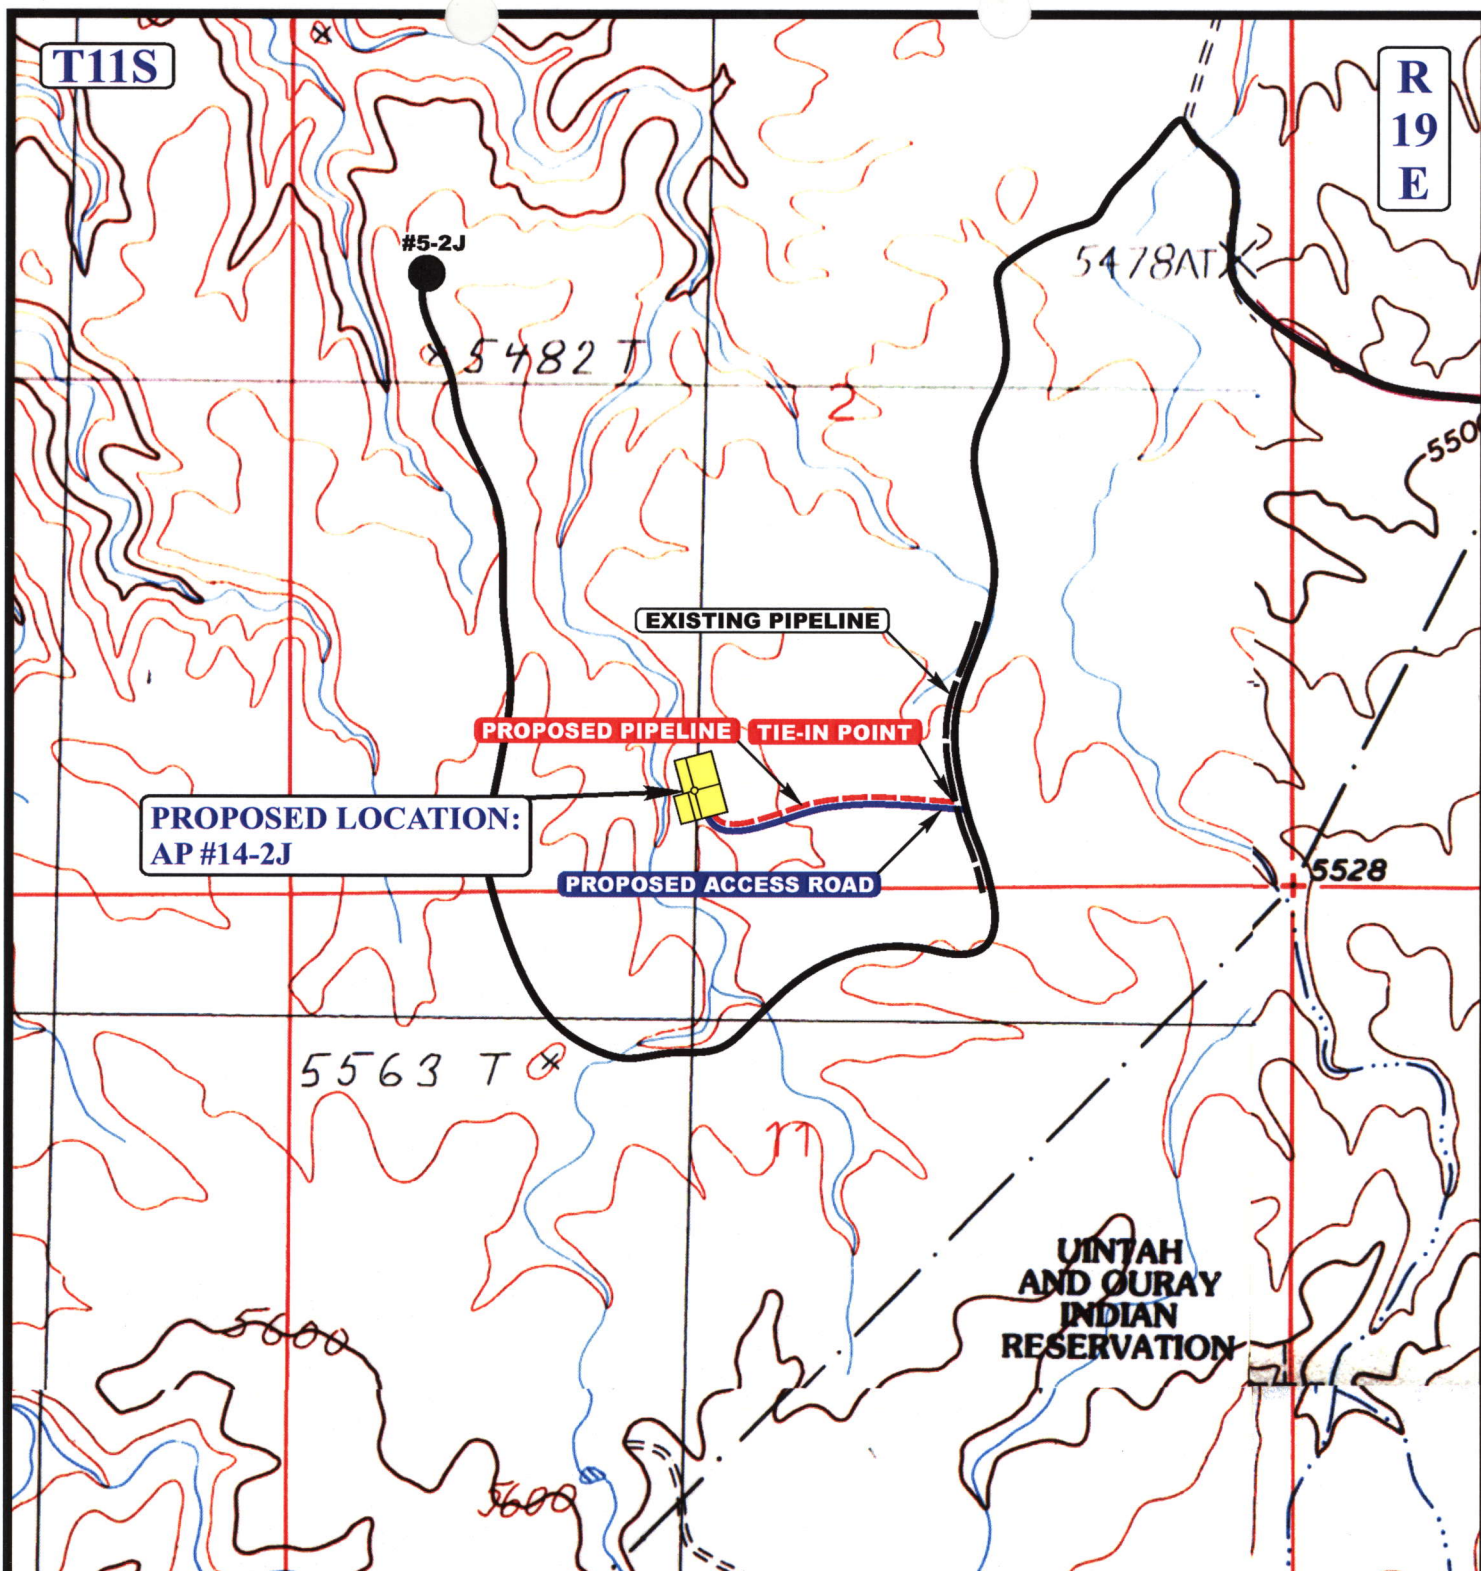 T11S
R
19
E
#5-2J
5478AT
5482 T
2
5500
EXISTING PIPELINE
PROPOSED PIPELINE
TIE-IN POINT
PROPOSED LOCATION:
AP #14-2J
PROPOSED ACCESS ROAD
5528
5563 T
11
UINTAH
AND OURAY
INDIAN
RESERVATION
5600
5600